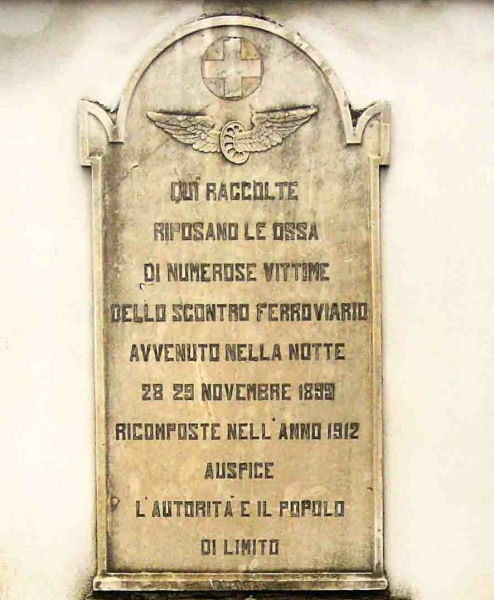 QUI RACCOLTE
RIPOSANO LE OSSA
DI NUMEROSE VITTIME
DELLO SCONTRO FERROVIARIO
AVVENUTO NELLA NOTTE
28 29 NOVEMBRE 1893
RICOMPOSTE NELL'ANNO 1912
AUSPICE
L'AUTORITÀ E IL POPOLO
DI LIMITO